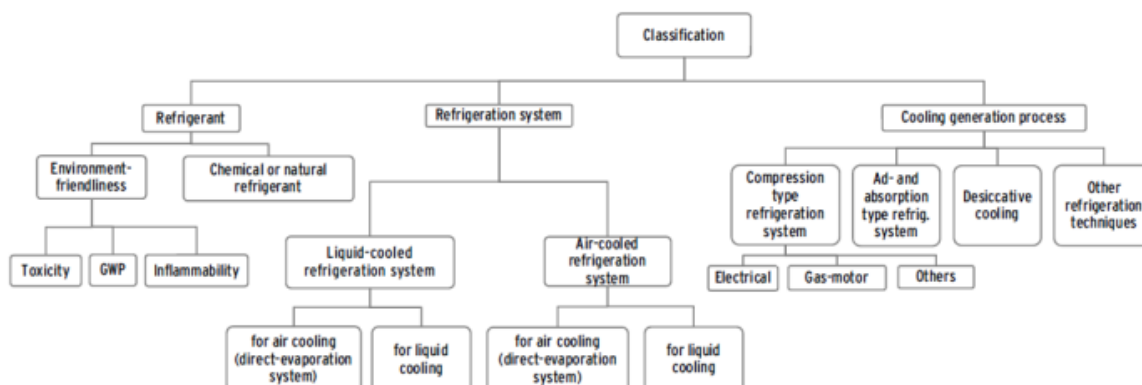 Classification
Refrigerant
Refrigeration system
Cooling generation process
Environment-
friendliness
Chemical or natural
refrigerant
Compression
type
refrigeration
system
Ad- and
absorption
type refrig.
system
Desiccative
cooling
Other
refrigeration
techniques
Liquid-cooled
refrigeration system
Air-cooled
refrigeration
system
Toxicity
GWP
Inflammability
Electrical
Gas-motor
Others
for air cooling
(direct-evaporation
system)
for liquid
cooling
for air cooling
(direct-evaporation
system)
for liquid
cooling